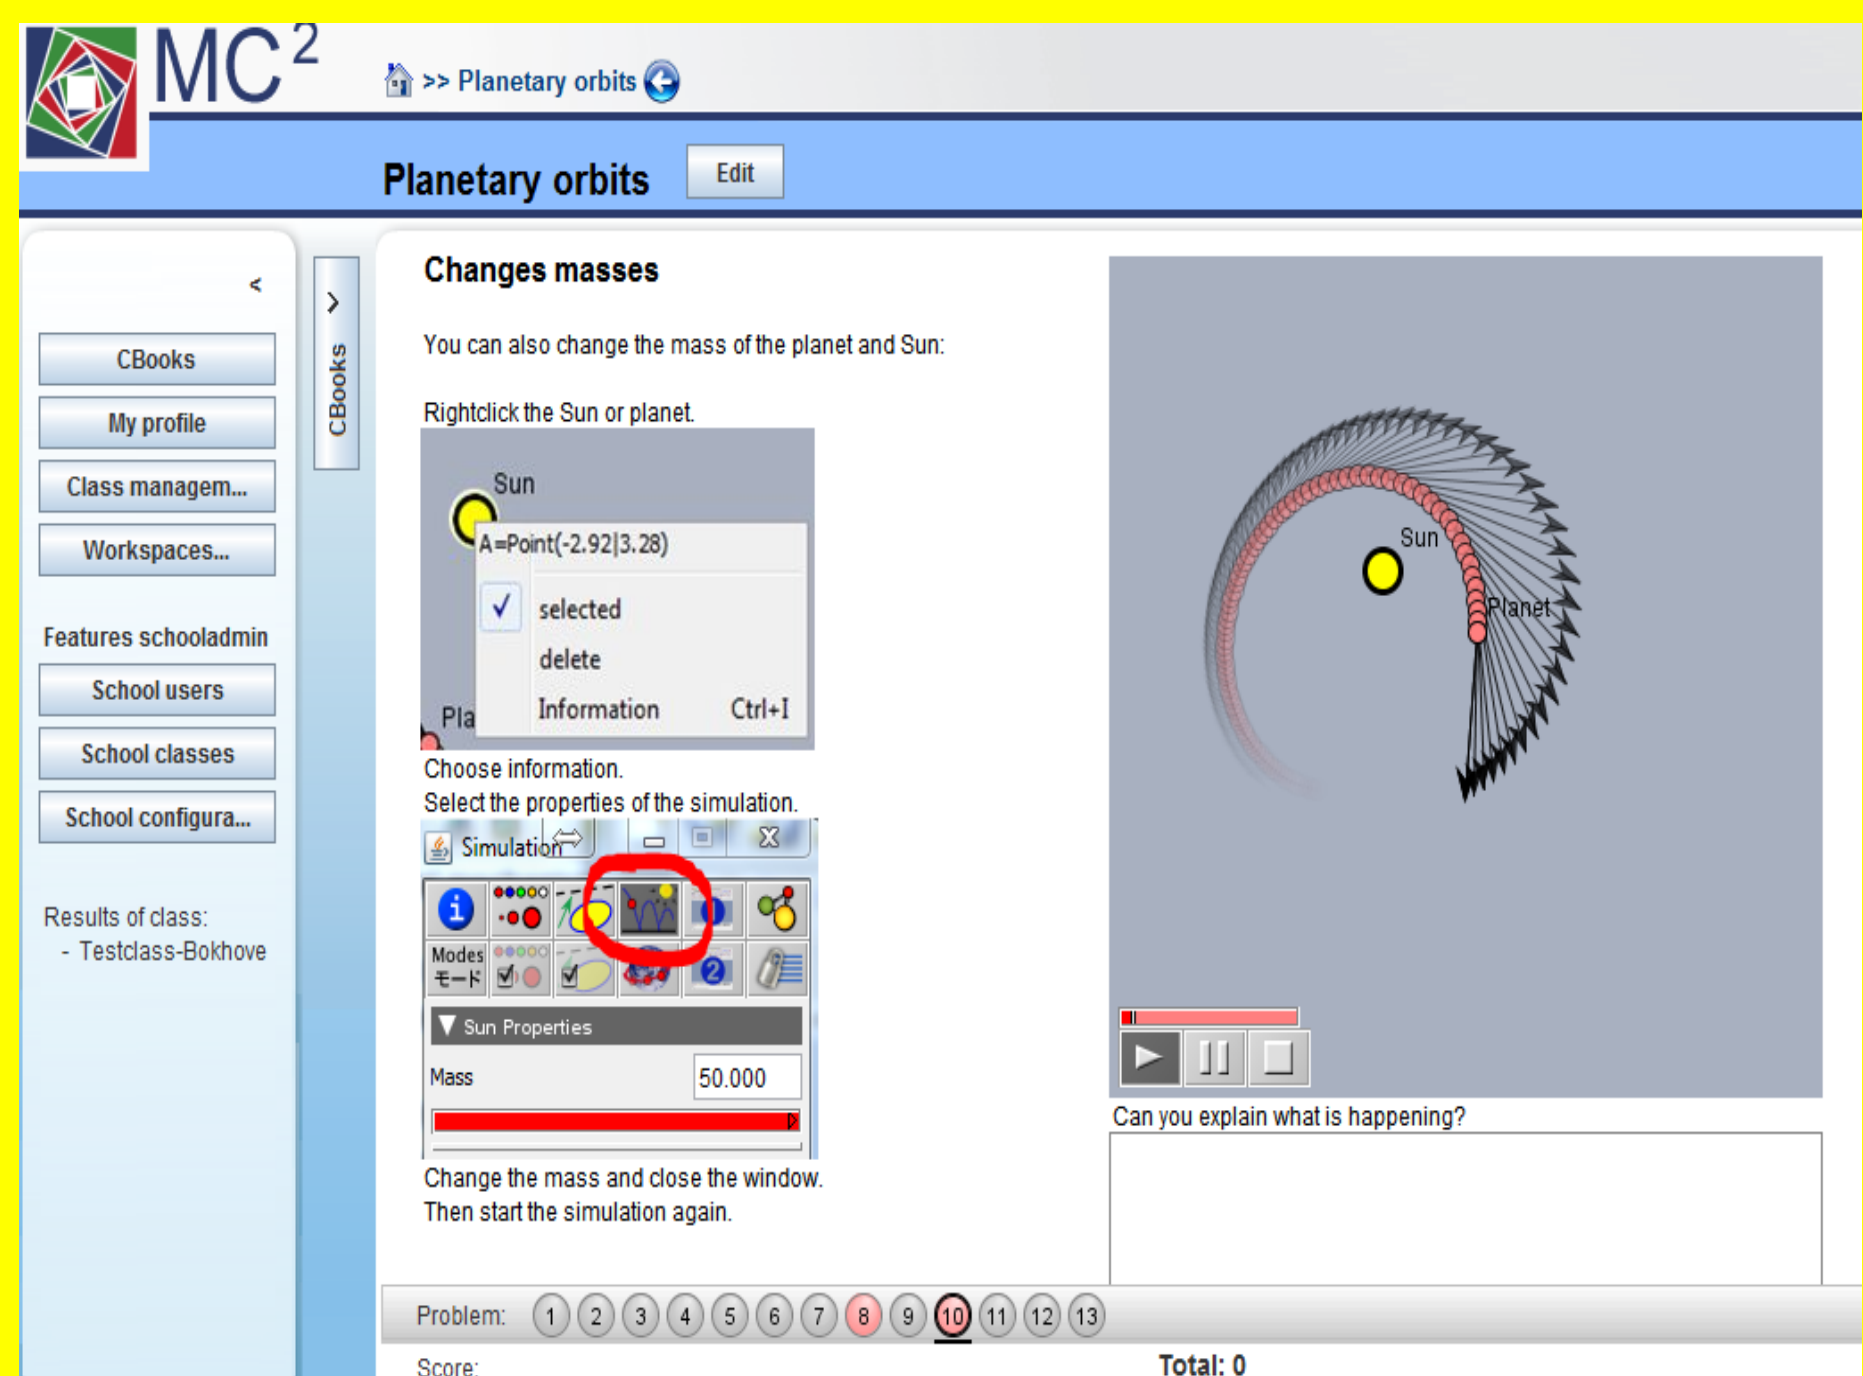 MC²
>> Planetary orbits
Planetary orbits
Edit
<
CBooks
My profile
Class managem...
Workspaces...
Features schooladmin
School users
School classes
School configura...
Results of class:
- Testclass-Bokhove
>
CBooks
Changes masses
You can also change the mass of the planet and Sun:
Rightclick the Sun or planet.
Sun
A=Point(-2.92|3.28)
selected
delete
Information Ctrl+I
Pla
Choose information.
Select the properties of the simulation.
Simulation
i
1
Modes
モード
2
Sun Properties
Mass 50.000
Change the mass and close the window.
Then start the simulation again.
Sun
Planet
Can you explain what is happening?
Problem: 1 2 3 4 5 6 7 8 9 10 11 12 13
Score: Total: 0